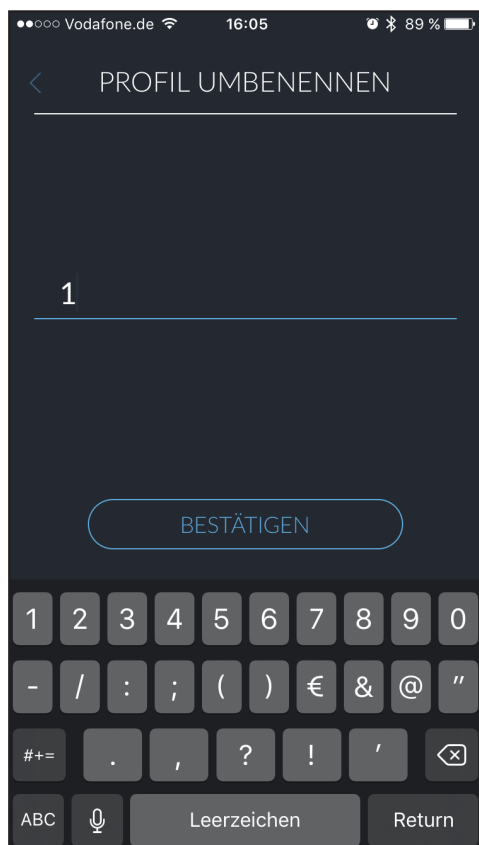 Vodafone.de 16:05 89 %
PROFIL UMBENENNEN
1
BESTÄTIGEN
1 2 3 4 5 6 7 8 9 0
- / : ; ( ) € & @ "
#+= . , ? ! '
ABC Leerzeichen Return